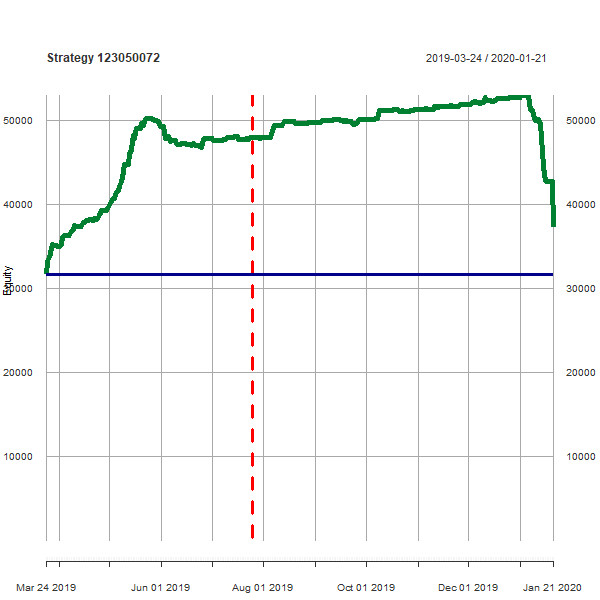 Strategy 123050072
2019-03-24 / 2020-01-21
50000
50000
40000
40000
Equity
30000
30000
20000
20000
10000
10000
Mar 24 2019
Jun 01 2019
Aug 01 2019
Oct 01 2019
Dec 01 2019
Jan 21 2020